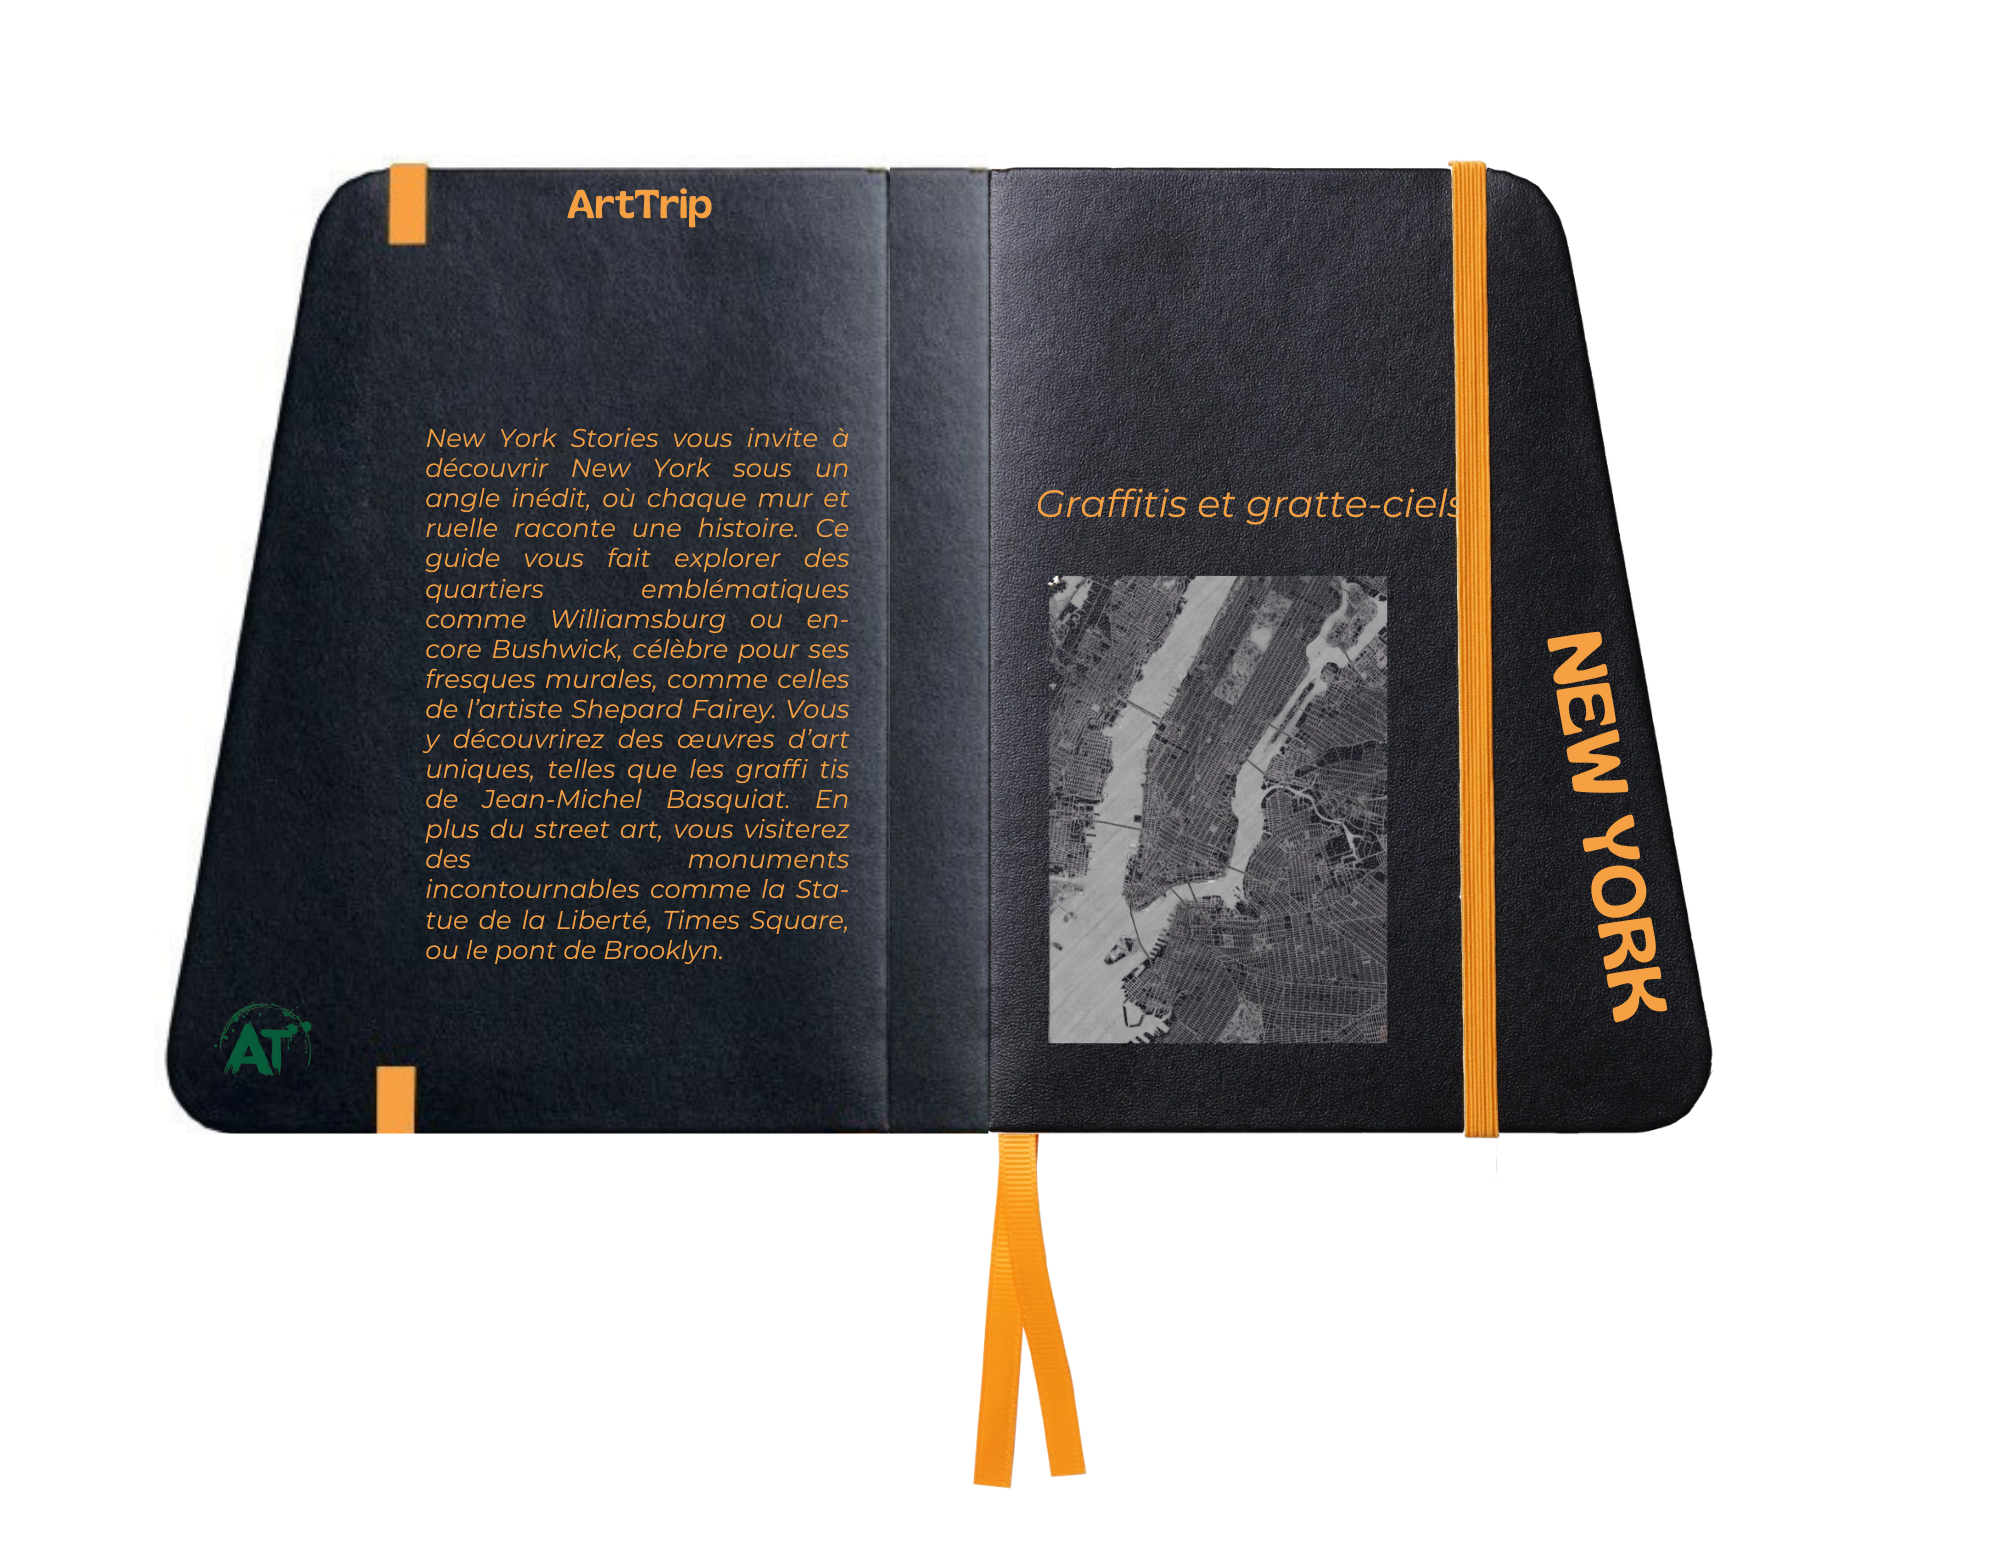 ArtTrip
New York Stories vous invite à
découvrir New York sous un
angle inédit, où chaque mur et
ruelle raconte une histoire. Ce
guide vous fait explorer des
quartiers emblématiques
comme Williamsburg ou en-
core Bushwick, célèbre pour ses
fresques murales, comme celles
de l’artiste Shepard Fairey. Vous
y découvrirez des œuvres d’art
uniques, telles que les graffi tis
de Jean-Michel Basquiat. En
plus du street art, vous visiterez
des monuments
incontournables comme la Sta-
tue de la Liberté, Times Square,
ou le pont de Brooklyn.
AT
Graffitis et gratte-ciels
NEW YORK